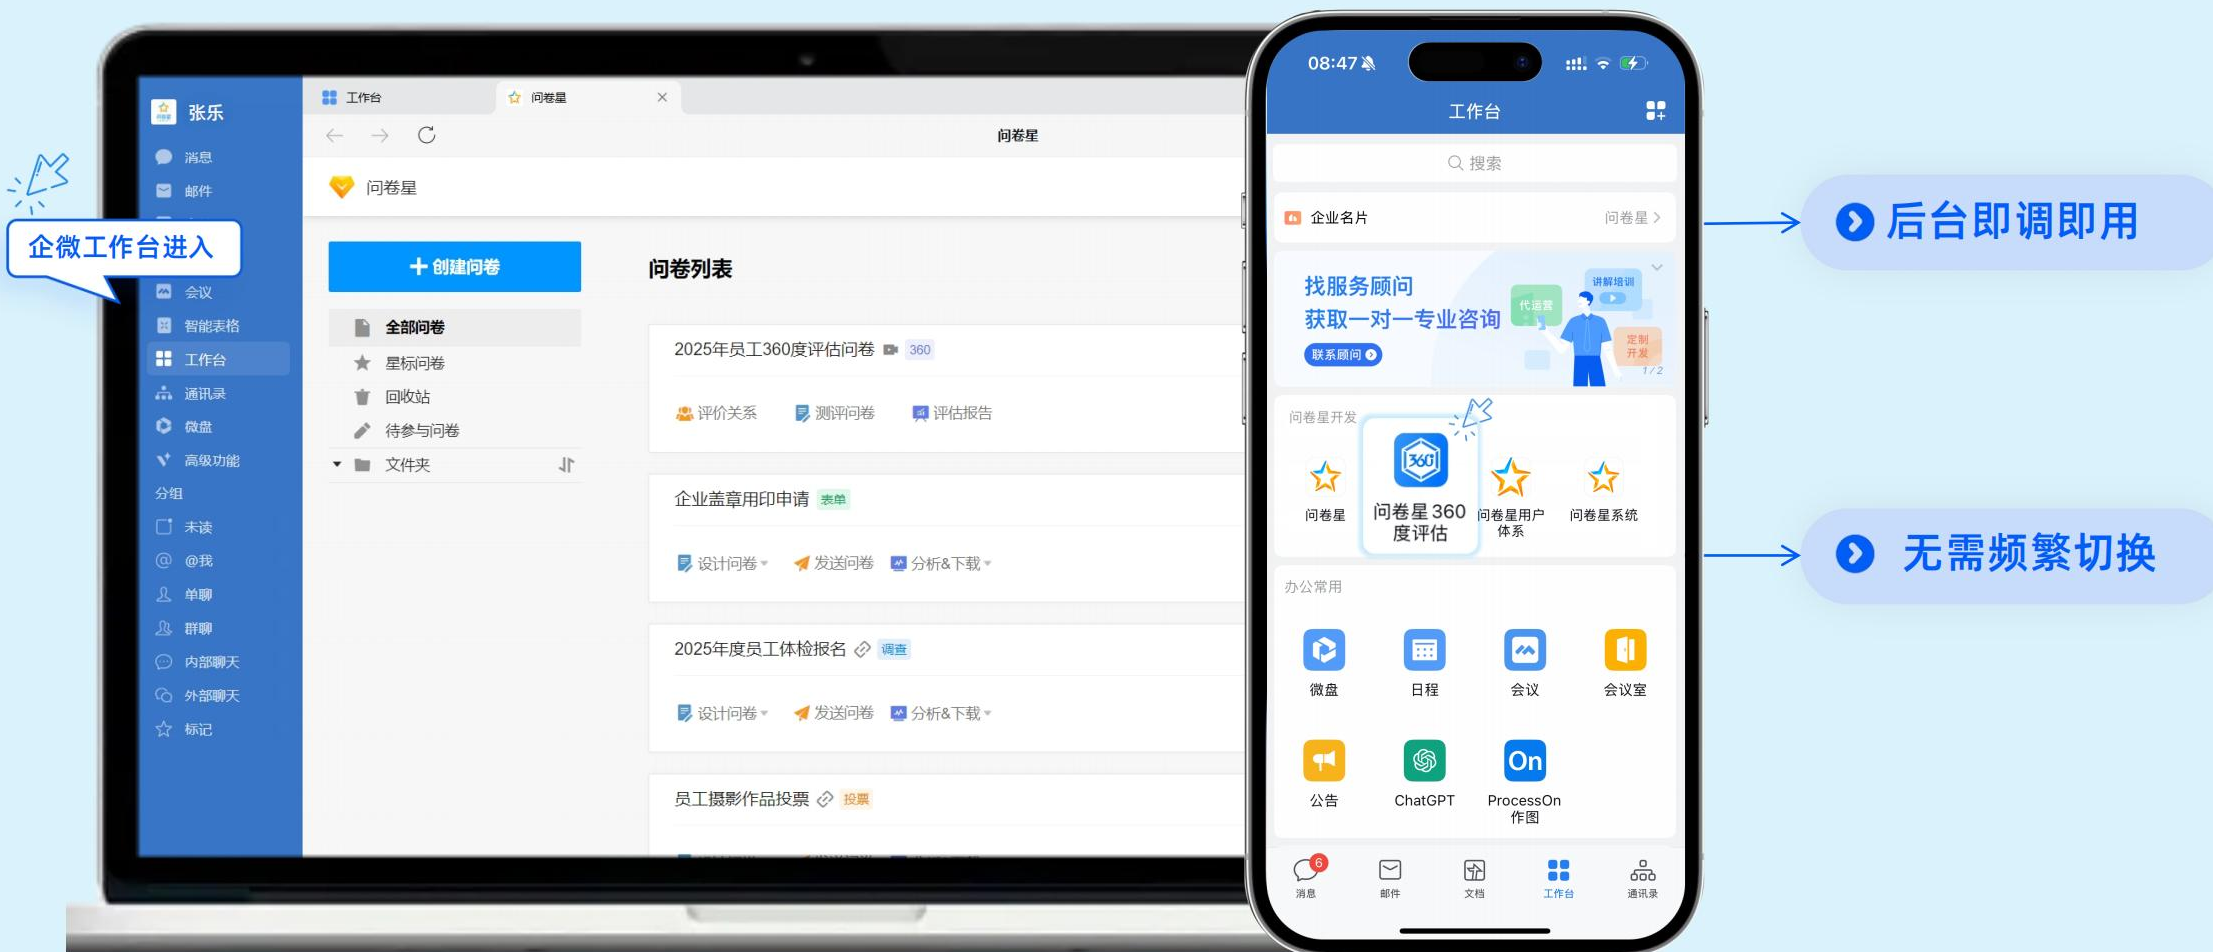 张乐
消息
邮件
企微工作台进入
会议
智能表格
工作台
通讯录
微盘
高级功能
分组
未读
@我
单聊
群聊
内部聊天
外部聊天
标记
工作台
问卷星
问卷星
问卷星
创建问卷
全部问卷
星标问卷
回收站
待参与问卷
文件夹
问卷列表
2025年员工360度评估问卷 360
评价关系 测评问卷 评估报告
企业盖章用印申请 表单
设计问卷 发送问卷 分析&下载
2025年度员工体检报名 调查
设计问卷 发送问卷 分析&下载
员工摄影作品投票 投票
08:47
工作台
搜索
企业名片 问卷星
找服务顾问
获取一对一专业咨询
联系顾问
代运营
讲解培训
定制
开发
1/2
问卷星开发
360
问卷星
问卷星360
度评估
问卷星用户
体系
问卷星系统
办公常用
微盘 日程 会议 会议室
On
公告 ChatGPT ProcessOn
作图
6
消息 邮件 文档 工作台 通讯录
后台即调即用
无需频繁切换